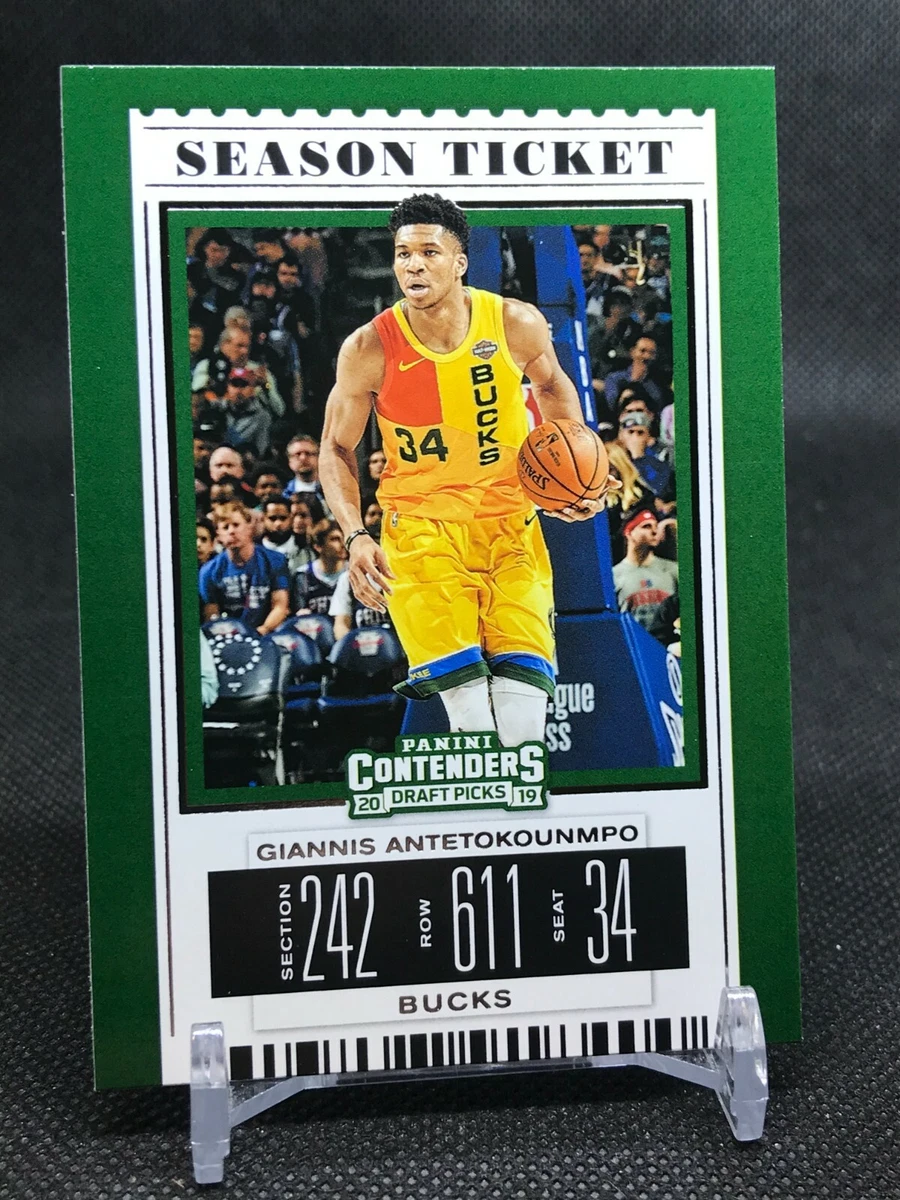 SEASON TICKET
BUCKS
34
SPALDING
PANINI
CONTENDERS
20 DRAFT PICKS 19
GIANNIS ANTETOKOUNMPO
SECTION 242 ROW 611 SEAT 34
BUCKS